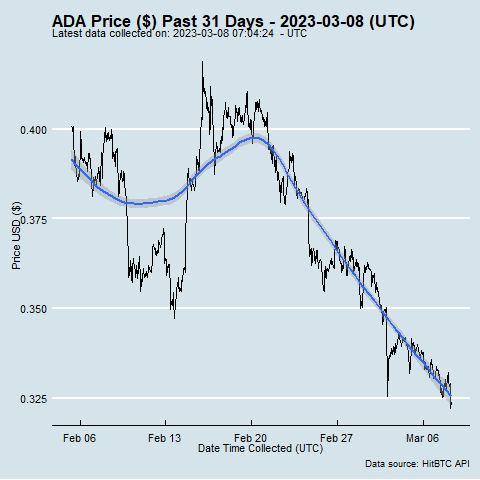 ADA Price ($) Past 31 Days - 2023-03-08 (UTC)
Latest data collected on: 2023-03-08 07:04:24 - UTC
Price USD ($)
0.400
0.375
0.350
0.325
Feb 06 Feb 13 Feb 20 Feb 27 Mar 06
Date Time Collected (UTC)
Data source: HitBTC API